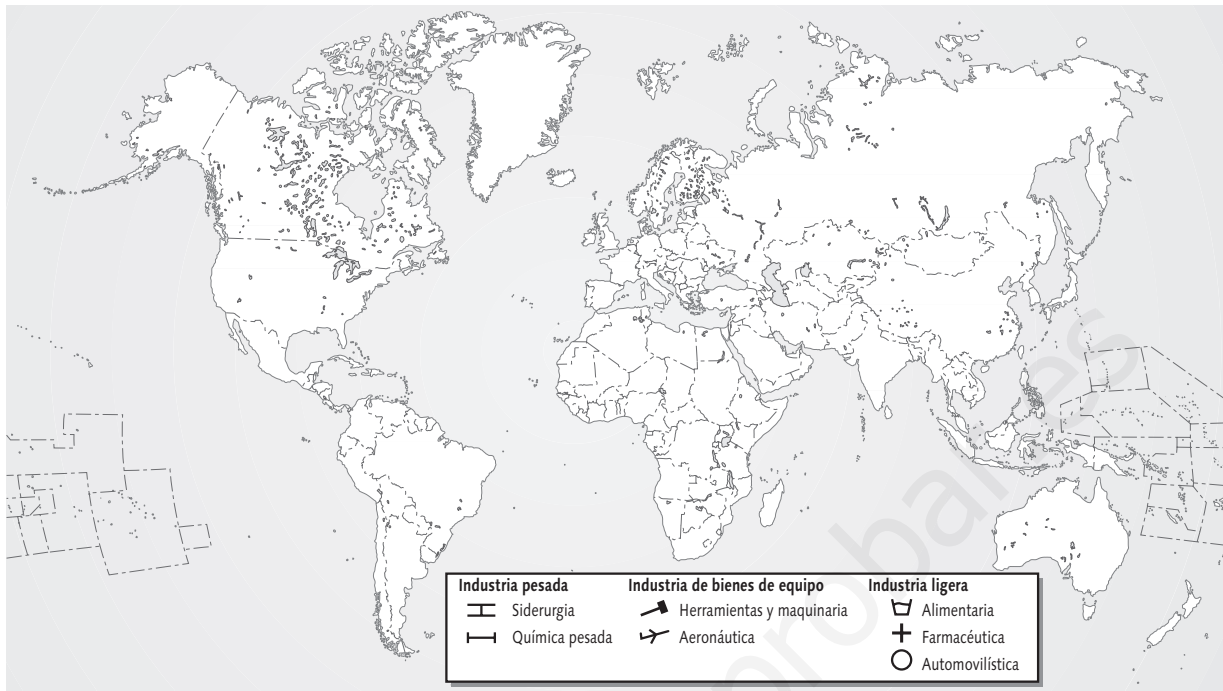 Industria pesada
Siderurgia
Química pesada
Industria de bienes de equipo
Herramientas y maquinaria
Aeronáutica
Industria ligera
Alimentaria
Farmacéutica
Automovilística